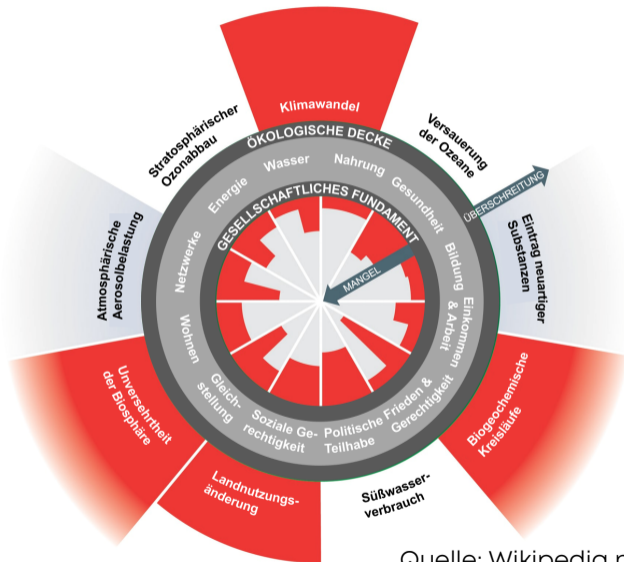 Klimawandel
ÖKOLOGISCHE DECKE
Stratosphärischer
Ozonabbau
Versauerung
der Ozeane
ÜBERSCHREITUNG
Energie
Wasser
Nahrung
Gesundheit
GESELLSCHAFTLICHES FUNDAMENT
MANGEL
Atmosphärische
Aerosolbelastung
Netzwerke
Bildung
Eintrag neuartiger
Substanzen
Wohnen
Einkommen
& Arbeit
Unversehrtheit
der Biosphäre
Gleich-
stellung
Soziale Ge-
rechtigkeit
Politische
Teilhabe
Frieden &
Gerechtigkeit
Biogeochemische
Kreisläufe
Landnutzungs-
änderung
Süßwasser-
verbrauch
Quelle: Wikipedia